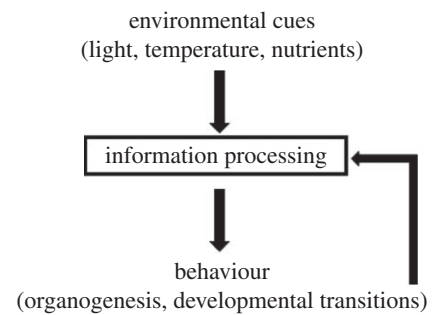 environmental cues
(light, temperature, nutrients)
information processing
behaviour
(organogenesis, developmental transitions)